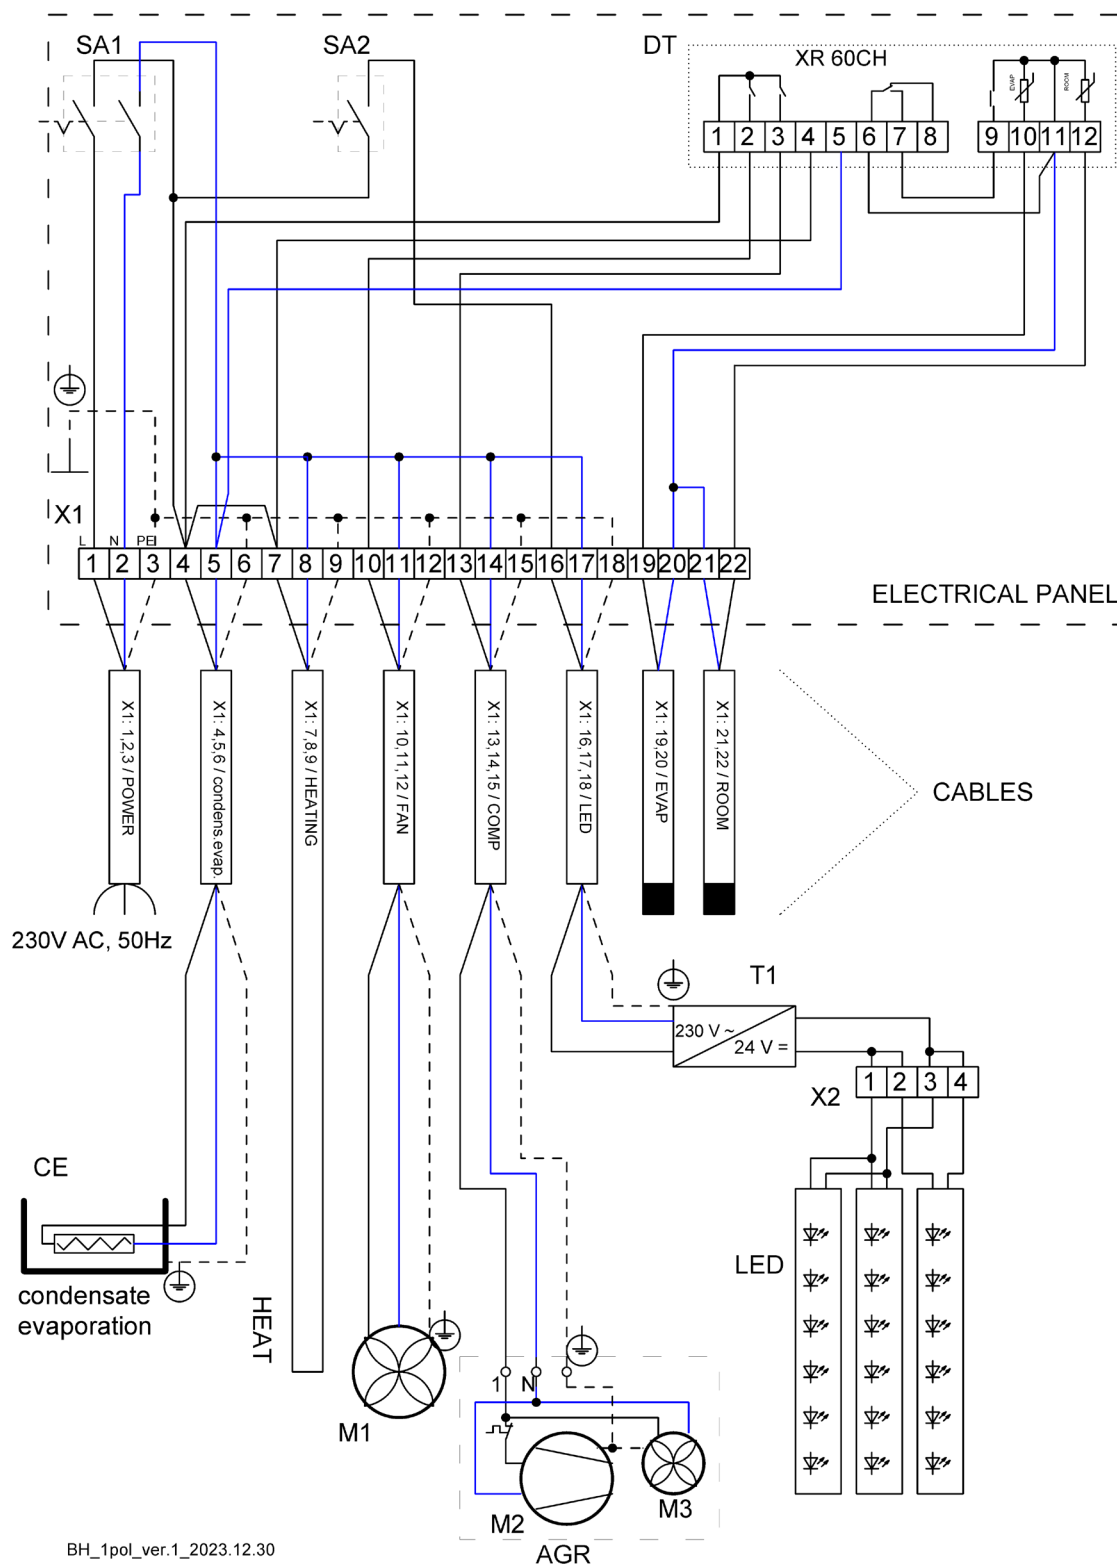 SA1
SA2
DT
XR 60CH
EVAP
ROOM
1 2 3 4 5 6 7 8
9 10 11 12
X1
L N PE
1 2 3 4 5 6 7 8 9 10 11 12 13 14 15 16 17 18 19 20 21 22
ELECTRICAL PANEL
X1: 1,2,3 / POWER
X1: 4,5,6 / condens.evap.
X1: 7,8,9 / HEATING
X1: 10,11,12 / FAN
X1: 13,14,15 / COMP
X1: 16,17,18 / LED
X1: 19,20 / EVAP
X1: 21,22 / ROOM
CABLES
230V AC, 50Hz
T1
230 V ~
24 V =
X2
1 2 3 4
CE
condensate
evaporation
HEAT
LED
M1
1 N
M2
M3
AGR
BH_1pol_ver.1_2023.12.30